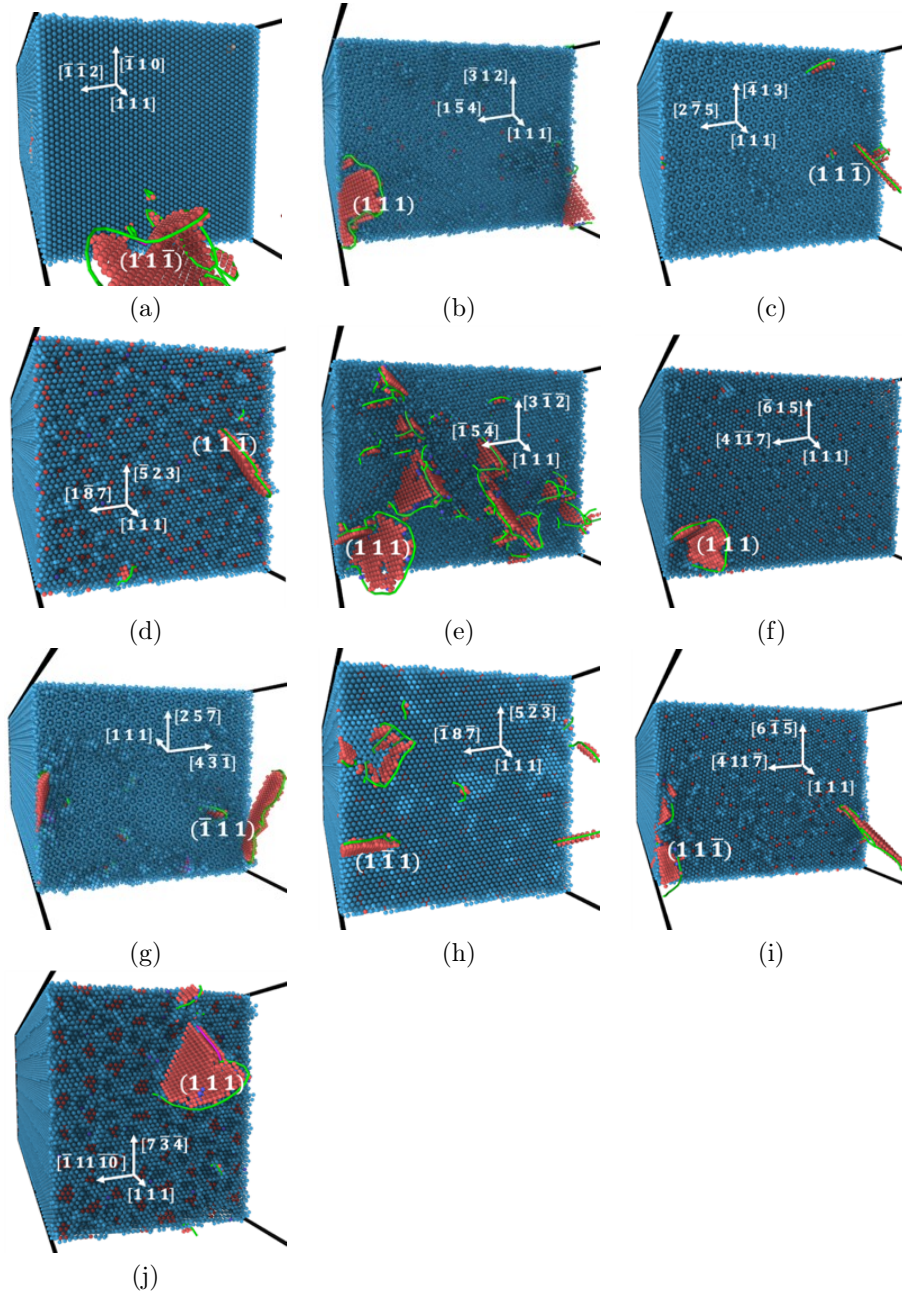 [1̅ 1̅ 2]
[1̅ 1 0]
[1 1 1]
(1 1 1̅)
(a)
[3̅ 1 2]
[1 5̅ 4]
[1 1 1]
(1 1 1)
(b)
[4̅ 1 3]
[2 7̅ 5]
[1 1 1]
(1 1 1̅)
(c)
(1 1 1̅)
[5̅ 2 3]
[1 8̅ 7]
[1 1 1]
(d)
[3 1̅ 2̅]
[1̅ 5 4̅]
[1 1 1]
(1 1 1)
(e)
[6̅ 1 5]
[4 1̅1̅ 7]
[1 1 1]
(1 1 1)
(f)
[2 5 7̅]
[1 1 1]
[4 3̅ 1̅]
(1̅ 1 1)
(g)
[5 2̅ 3̅]
[1̅ 8 7̅]
[1 1 1]
(1 1̅ 1)
(h)
[6 1̅ 5̅]
[4̅ 11 7̅]
[1 1 1]
(1 1 1̅)
(i)
(1 1 1)
[7 3̅ 4̅]
[1̅ 11 1̅0̅]
[1 1 1]
(j)